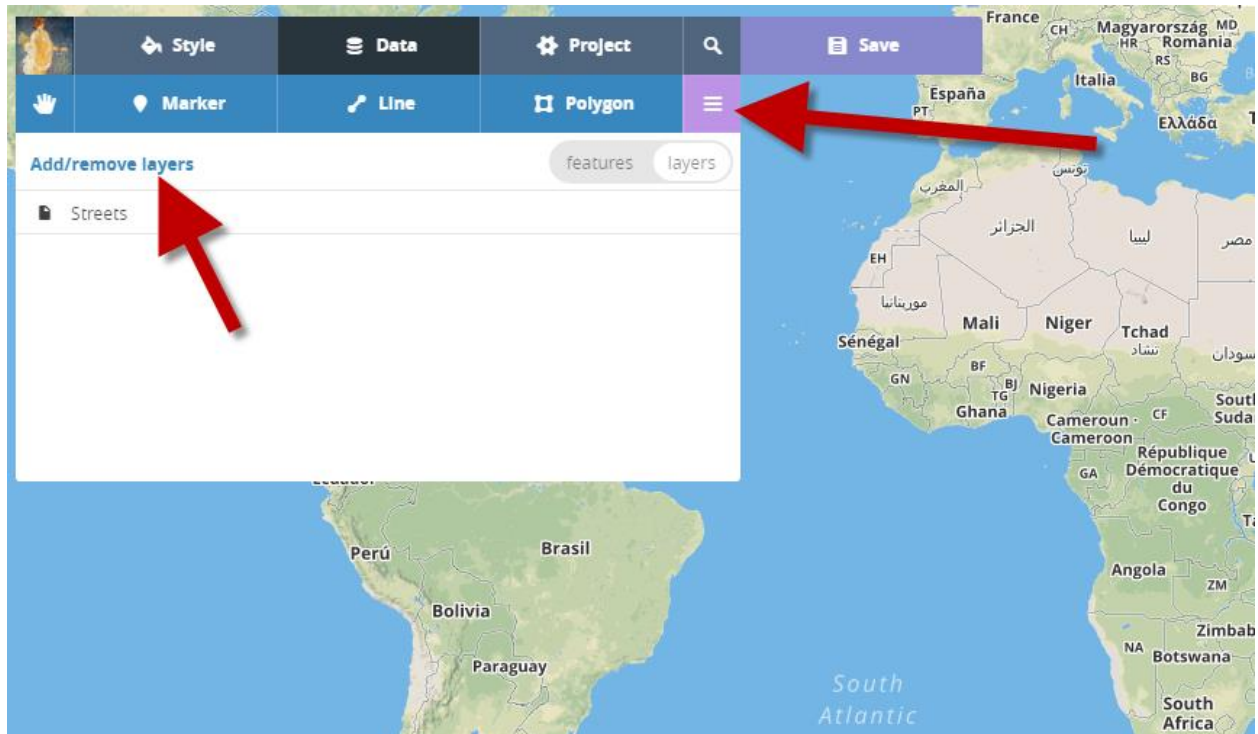 Style
Data
Project
Save
Marker
Line
Polygon
Add/remove layers
features
layers
Streets
France
CH
Magyarország
MD
HR
România
RS
Italia
BG
España
PT
Ελλάδα
تونس
المغرب
الجزائر
ليبيا
مصر
EH
موريتانيا
Mali
Niger
Tchad
تشاد
Sénégal
BF
GN
BJ
TG
Nigeria
Ghana
Cameroun
Cameroon
CF
GA
République
Démocratique
du
Congo
Perú
Brasil
Angola
ZM
Bolivia
NA
Botswana
Paraguay
South
Atlantic
South
Africa